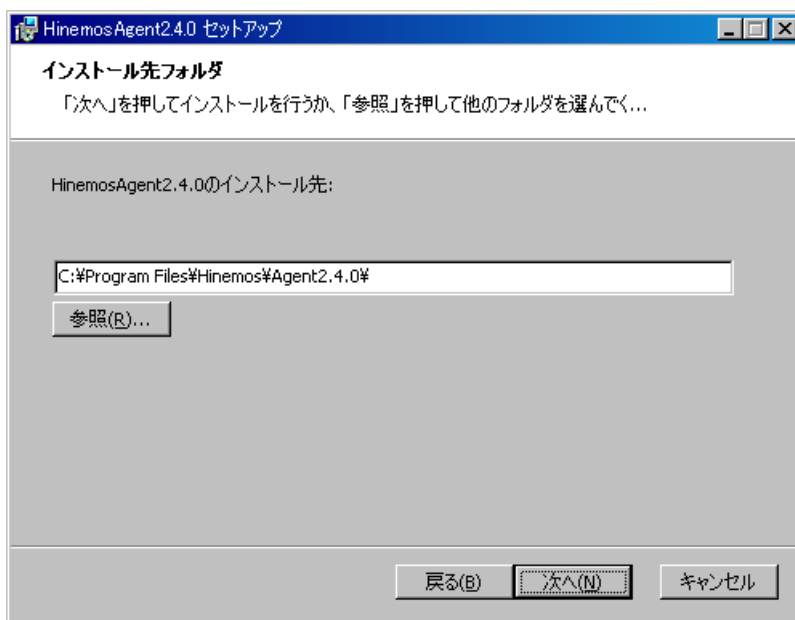 HinemosAgent2.4.0 セットアップ
インストール先フォルダ
「次へ」を押してインストールを行うか、「参照」を押して他のフォルダを選んでく...
HinemosAgent2.4.0のインストール先:
C:¥Program Files¥Hinemos¥Agent2.4.0¥
参照(R)...
戻る(B) 次へ(N) キャンセル